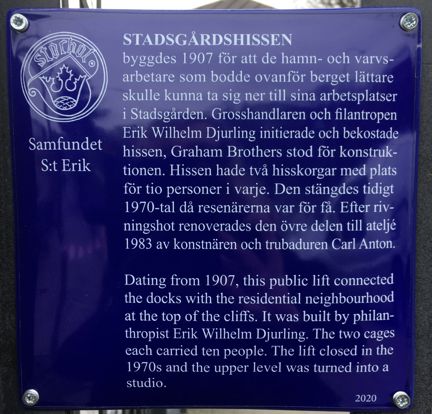 STADSGÅRDSHISSEN
byggdes 1907 för att de hamn- och varvs-
arbetare som bodde ovanför berget lättare
skulle kunna ta sig ner till sina arbetsplatser
i Stadsgården. Grosshandlaren och filantropen
Erik Wilhelm Djurling initierade och bekostade
hissen, Graham Brothers stod för konstruk-
tionen. Hissen hade två hisskorgar med plats
för tio personer i varje. Den stängdes tidigt
1970-tal då resenärerna var för få. Efter riv-
ningshot renoverades den övre delen till ateljé
1983 av konstnären och trubaduren Carl Anton.
Samfundet
S:t Erik
Dating from 1907, this public lift connected
the docks with the residential neighbourhood
at the top of the cliffs. It was built by philan-
thropist Erik Wilhelm Djurling. The two cages
each carried ten people. The lift closed in the
1970s and the upper level was turned into a
studio.
2020